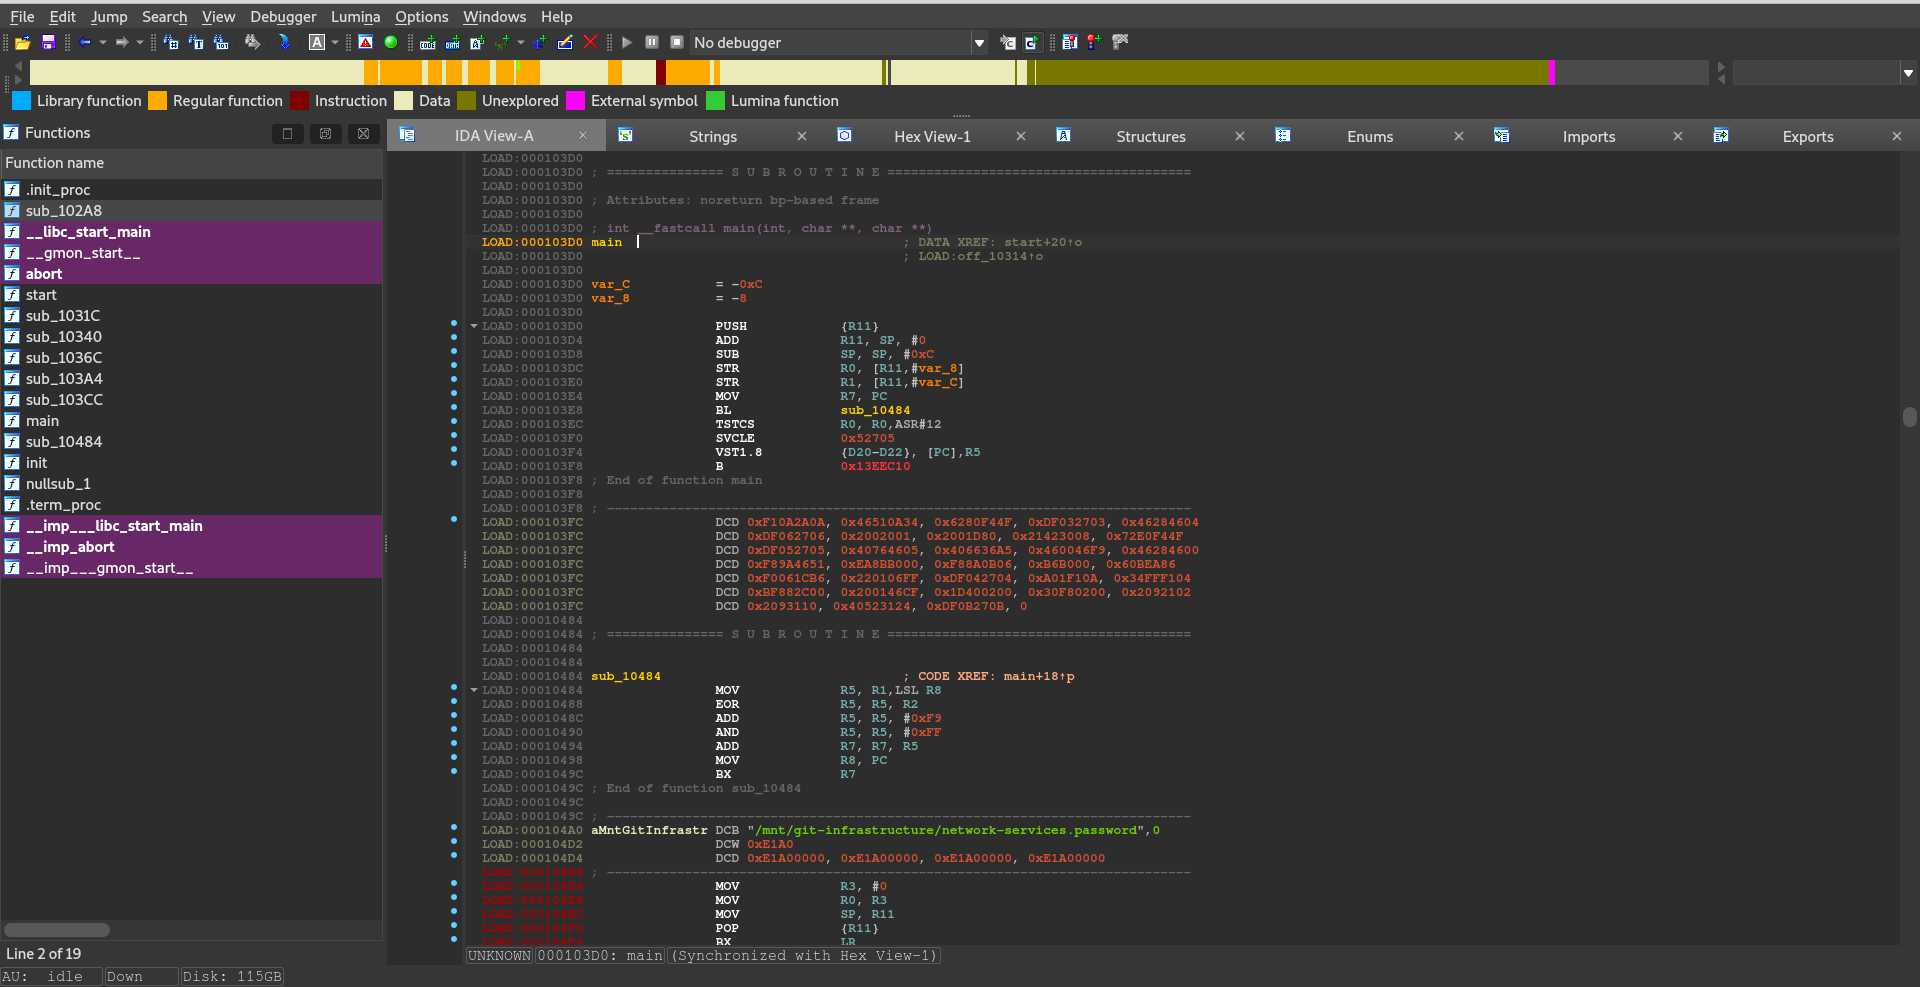 File Edit Jump Search View Debugger Lumina Options Windows Help
No debugger
Library function Regular function Instruction Data Unexplored External symbol Lumina function
Functions
IDA View-A Strings Hex View-1 Structures Enums Imports Exports
Function name
.init_proc
sub_102A8
__libc_start_main
__gmon_start__
abort
start
sub_1031C
sub_10340
sub_1036C
sub_103A4
sub_103CC
main
sub_10484
init
nullsub_1
.term_proc
__imp___libc_start_main
__imp_abort
__imp___gmon_start__
Line 2 of 19
AU: idle Down Disk: 115GB
LOAD:000103D0
LOAD:000103D0 ; =============== S U B R O U T I N E =======================================
LOAD:000103D0
LOAD:000103D0 ; Attributes: noreturn bp-based frame
LOAD:000103D0
LOAD:000103D0 ; int __fastcall main(int, char **, char **)
LOAD:000103D0 main ; DATA XREF: start+20↑o
LOAD:000103D0 ; LOAD:off_10314↑o
LOAD:000103D0
LOAD:000103D0 var_C = -0xC
LOAD:000103D0 var_8 = -8
LOAD:000103D0
LOAD:000103D0 PUSH {R11}
LOAD:000103D4 ADD R11, SP, #0
LOAD:000103D8 SUB SP, SP, #0xC
LOAD:000103DC STR R0, [R11,#var_8]
LOAD:000103E0 STR R1, [R11,#var_C]
LOAD:000103E4 MOV R7, PC
LOAD:000103E8 BL sub_10484
LOAD:000103EC TSTCS R0, R0,ASR#12
LOAD:000103F0 SVCLE 0x52705
LOAD:000103F4 VST1.8 {D20-D22}, [PC],R5
LOAD:000103F8 B 0x13EEC10
LOAD:000103F8 ; End of function main
LOAD:000103F8
LOAD:000103F8 ; ---------------------------------------------------------------------------
LOAD:000103FC DCD 0xF10A2A0A, 0x46510A34, 0x6280F44F, 0xDF032703, 0x46284604
LOAD:000103FC DCD 0xDF062706, 0x2002001, 0x2001D80, 0x21423008, 0x72E0F44F
LOAD:000103FC DCD 0xDF052705, 0x40764605, 0x406636A5, 0x460046F9, 0x46284600
LOAD:000103FC DCD 0xF89A4651, 0xEA8BB000, 0xF88A0B06, 0xB6B000, 0x60BEA86
LOAD:000103FC DCD 0xF0061CB6, 0x220106FF, 0xDF042704, 0xA01F10A, 0x34FFF104
LOAD:000103FC DCD 0xBF882C00, 0x200146CF, 0x1D400200, 0x30F80200, 0x2092102
LOAD:000103FC DCD 0x2093110, 0x40523124, 0xDF0B270B, 0
LOAD:00010484
LOAD:00010484 ; =============== S U B R O U T I N E =======================================
LOAD:00010484
LOAD:00010484
LOAD:00010484 sub_10484 ; CODE XREF: main+18↑p
LOAD:00010484 MOV R5, R1,LSL R8
LOAD:00010488 EOR R5, R5, R2
LOAD:0001048C ADD R5, R5, #0xF9
LOAD:00010490 AND R5, R5, #0xFF
LOAD:00010494 ADD R7, R7, R5
LOAD:00010498 MOV R8, PC
LOAD:0001049C BX R7
LOAD:0001049C ; End of function sub_10484
LOAD:0001049C
LOAD:0001049C ; ---------------------------------------------------------------------------
LOAD:000104A0 aMntGitInfrastr DCB "/mnt/git-infrastructure/network-services.password",0
LOAD:000104D2 DCW 0xE1A0
LOAD:000104D4 DCD 0xE1A00000, 0xE1A00000, 0xE1A00000, 0xE1A00000
LOAD:000104E4 ; ---------------------------------------------------------------------------
LOAD:000104E4 MOV R3, #0
LOAD:000104E8 MOV R0, R3
LOAD:000104EC MOV SP, R11
LOAD:000104F0 POP {R11}
LOAD:000104F4 BX LR
UNKNOWN 000103D0: main (Synchronized with Hex View-1)